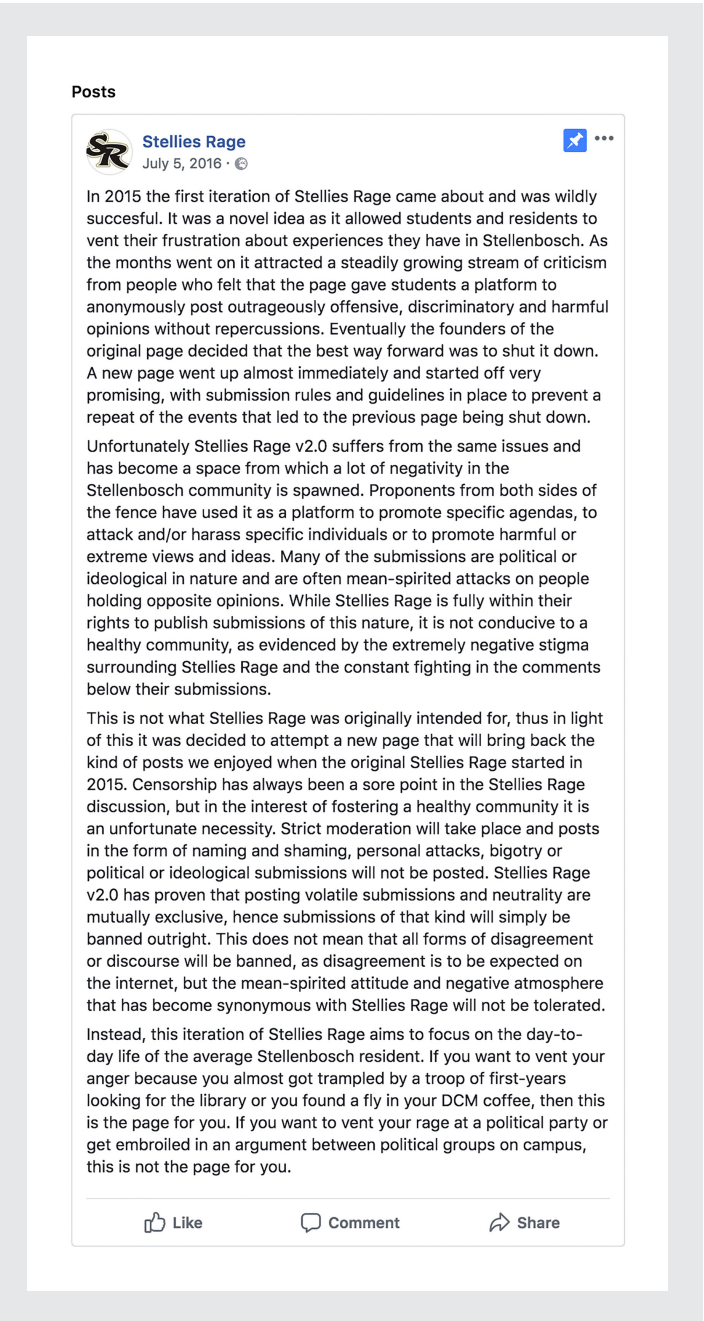 Posts
SR
Stellies Rage
July 5, 2016 ·
In 2015 the first iteration of Stellies Rage came about and was wildly
succesful. It was a novel idea as it allowed students and residents to
vent their frustration about experiences they have in Stellenbosch. As
the months went on it attracted a steadily growing stream of criticism
from people who felt that the page gave students a platform to
anonymously post outrageously offensive, discriminatory and harmful
opinions without repercussions. Eventually the founders of the
original page decided that the best way forward was to shut it down.
A new page went up almost immediately and started off very
promising, with submission rules and guidelines in place to prevent a
repeat of the events that led to the previous page being shut down.
Unfortunately Stellies Rage v2.0 suffers from the same issues and
has become a space from which a lot of negativity in the
Stellenbosch community is spawned. Proponents from both sides of
the fence have used it as a platform to promote specific agendas, to
attack and/or harass specific individuals or to promote harmful or
extreme views and ideas. Many of the submissions are political or
ideological in nature and are often mean-spirited attacks on people
holding opposite opinions. While Stellies Rage is fully within their
rights to publish submissions of this nature, it is not conducive to a
healthy community, as evidenced by the extremely negative stigma
surrounding Stellies Rage and the constant fighting in the comments
below their submissions.
This is not what Stellies Rage was originally intended for, thus in light
of this it was decided to attempt a new page that will bring back the
kind of posts we enjoyed when the original Stellies Rage started in
2015. Censorship has always been a sore point in the Stellies Rage
discussion, but in the interest of fostering a healthy community it is
an unfortunate necessity. Strict moderation will take place and posts
in the form of naming and shaming, personal attacks, bigotry or
political or ideological submissions will not be posted. Stellies Rage
v2.0 has proven that posting volatile submissions and neutrality are
mutually exclusive, hence submissions of that kind will simply be
banned outright. This does not mean that all forms of disagreement
or discourse will be banned, as disagreement is to be expected on
the internet, but the mean-spirited attitude and negative atmosphere
that has become synonymous with Stellies Rage will not be tolerated.
Instead, this iteration of Stellies Rage aims to focus on the day-to-
day life of the average Stellenbosch resident. If you want to vent your
anger because you almost got trampled by a troop of first-years
looking for the library or you found a fly in your DCM coffee, then this
is the page for you. If you want to vent your rage at a political party or
get embroiled in an argument between political groups on campus,
this is not the page for you.
Like Comment Share